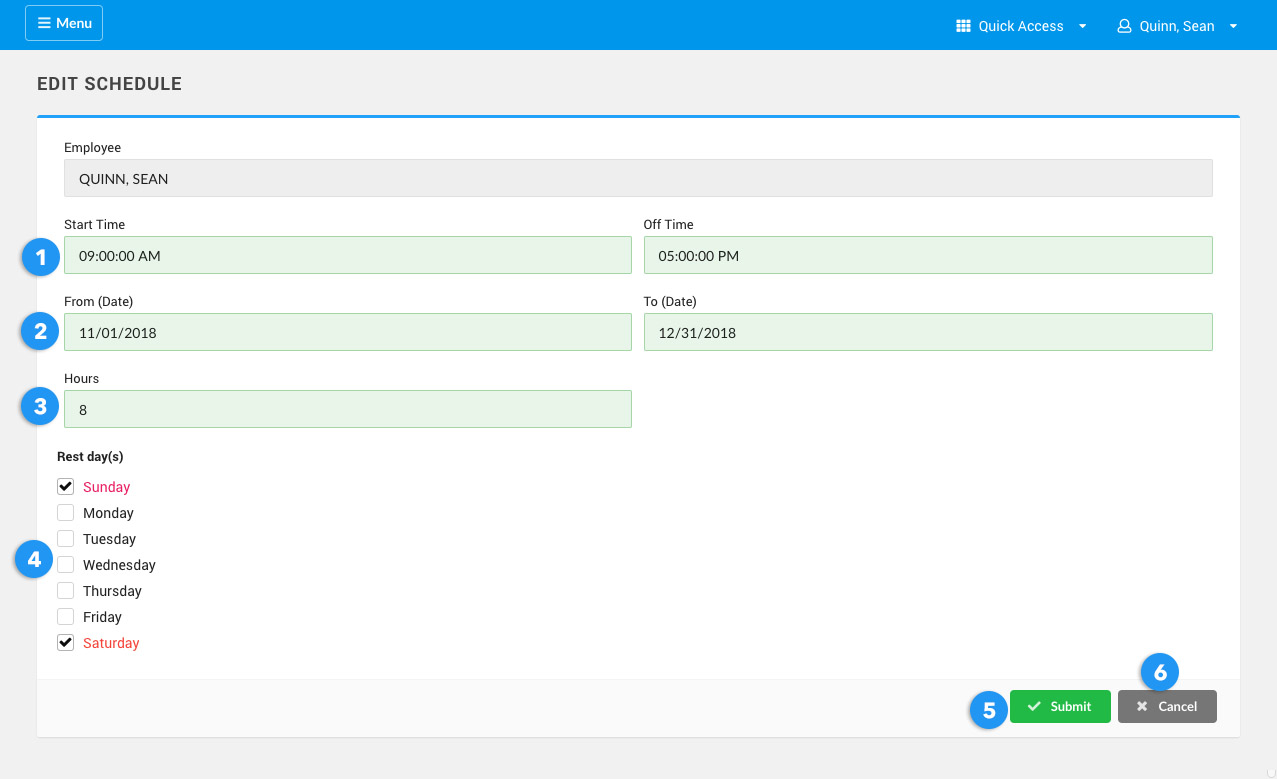 Menu
Quick Access
Quinn, Sean
EDIT SCHEDULE
Employee
QUINN, SEAN
Start Time
Off Time
1
09:00:00 AM
05:00:00 PM
From (Date)
To (Date)
2
11/01/2018
12/31/2018
Hours
3
8
Rest day(s)
Sunday
Monday
Tuesday
4
Wednesday
Thursday
Friday
Saturday
6
5
Submit
Cancel